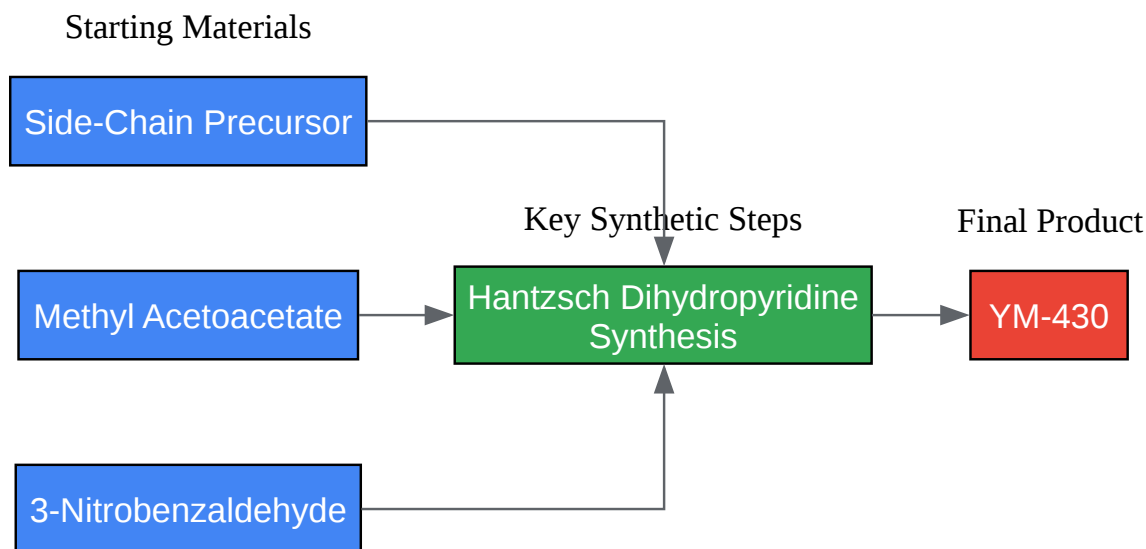 Starting Materials
Side-Chain Precursor
Key Synthetic Steps
Final Product
Methyl Acetoacetate
Hantzsch Dihydropyridine
Synthesis
YM-430
3-Nitrobenzaldehyde